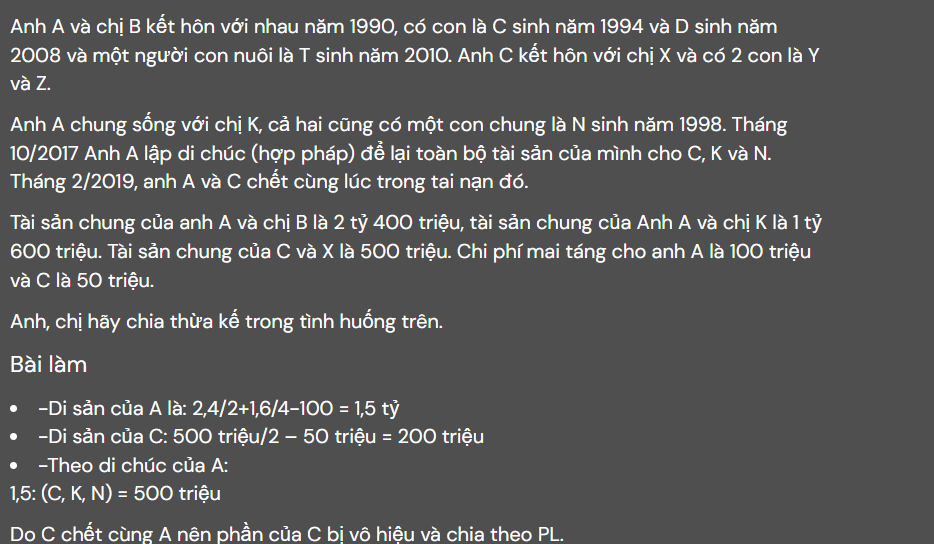 Anh A và chị B kết hôn với nhau năm 1990, có con là C sinh năm 1994 và D sinh năm
2008 và một người con nuôi là T sinh năm 2010. Anh C kết hôn với chị X và có 2 con là Y
và Z.
Anh A chung sống với chị K, cả hai cũng có một con chung là N sinh năm 1998. Tháng
10/2017 Anh A lập di chúc (hợp pháp) để lại toàn bộ tài sản của mình cho C, K và N.
Tháng 2/2019, anh A và C chết cùng lúc trong tai nạn đó.
Tài sản chung của anh A và chị B là 2 tỷ 400 triệu, tài sản chung của Anh A và chị K là 1 tỷ
600 triệu. Tài sản chung của C và X là 500 triệu. Chi phí mai táng cho anh A là 100 triệu
và C là 50 triệu.
Anh, chị hãy chia thừa kế trong tình huống trên.
Bài làm
• -Di sản của A là: 2,4/2+1,6/4-100 = 1,5 tỷ
• -Di sản của C: 500 triệu/2 – 50 triệu = 200 triệu
• -Theo di chúc của A:
1,5: (C, K, N) = 500 triệu
Do C chết cùng A nên phần của C bị vô hiệu và chia theo PL.